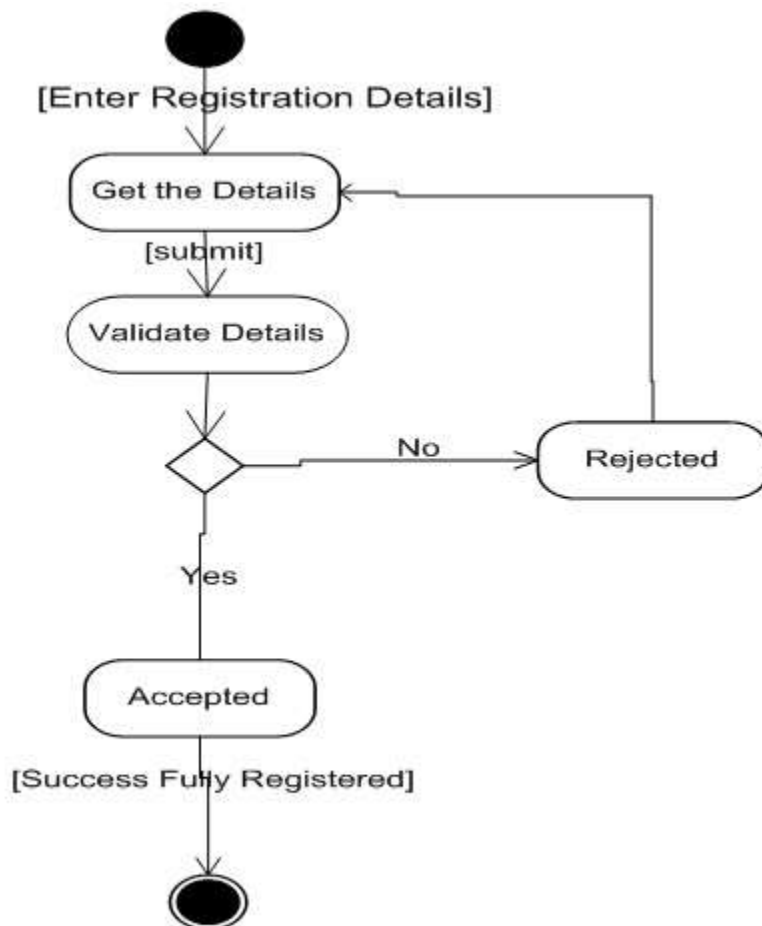 [Enter Registration Details]
Get the Details
[submit]
Validate Details
No
Rejected
Yes
Accepted
[Success Fully Registered]